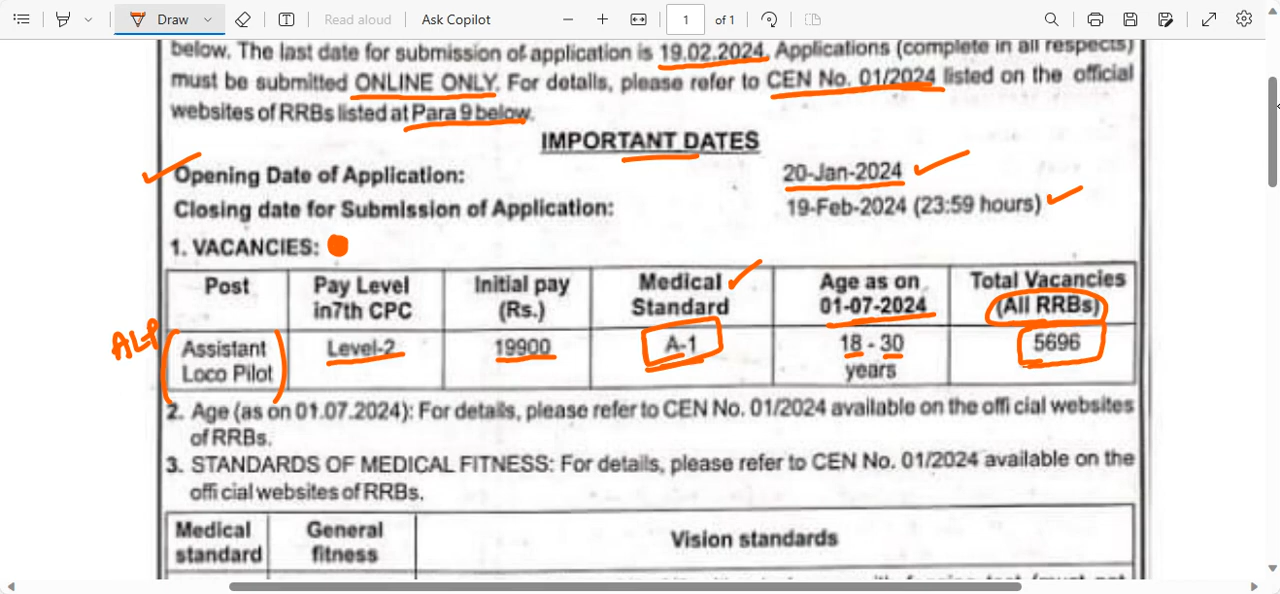 Draw
Read aloud
Ask Copilot
1
of 1
below. The last date for submission of application is 19.02.2024. Applications (complete in all respects)
must be submitted ONLINE ONLY. For details, please refer to CEN No. 01/2024 listed on the official
websites of RRBs listed at Para 9 below.
IMPORTANT DATES
Opening Date of Application: 20-Jan-2024
Closing date for Submission of Application: 19-Feb-2024 (23:59 hours)
1. VACANCIES:
Post
Pay Level
in7th CPC
Initial pay
(Rs.)
Medical
Standard
Age as on
01-07-2024
Total Vacancies
(All RRBs)
ALP
Assistant
Loco Pilot
Level-2
19900
A-1
18 - 30
years
5696
2. Age (as on 01.07.2024): For details, please refer to CEN No. 01/2024 available on the offi cial websites
of RRBs.
3. STANDARDS OF MEDICAL FITNESS: For details, please refer to CEN No. 01/2024 available on the
offi cial websites of RRBs.
Medical
standard
General
fitness
Vision standards